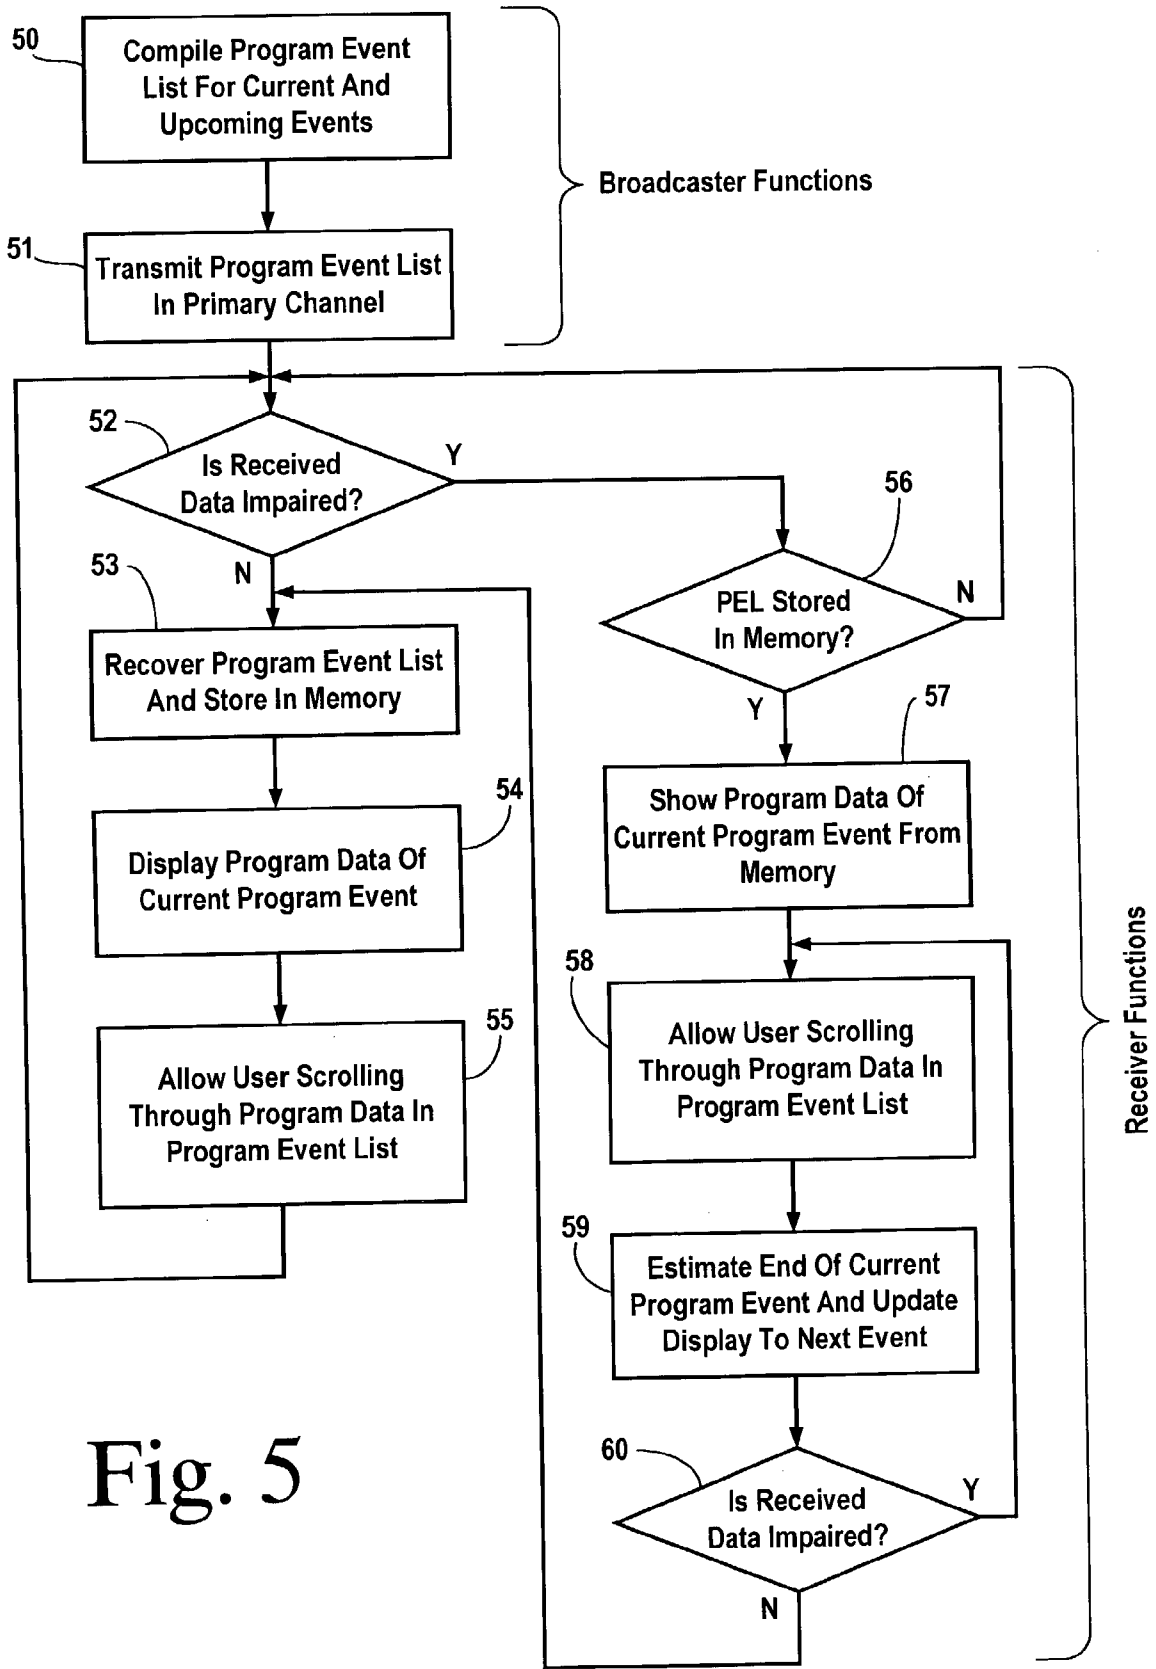 50
Compile Program Event
List For Current And
Upcoming Events
Broadcaster Functions
51
Transmit Program Event List
In Primary Channel
52
Is Received
Data Impaired?
Y
N
56
PEL Stored
In Memory?
N
Y
53
Recover Program Event List
And Store In Memory
57
Show Program Data Of
Current Program Event From
Memory
54
Display Program Data Of
Current Program Event
58
Allow User Scrolling
Through Program Data In
Program Event List
55
Allow User Scrolling
Through Program Data In
Program Event List
Receiver Functions
59
Estimate End Of Current
Program Event And Update
Display To Next Event
60
Is Received
Data Impaired?
Y
N
Fig. 5